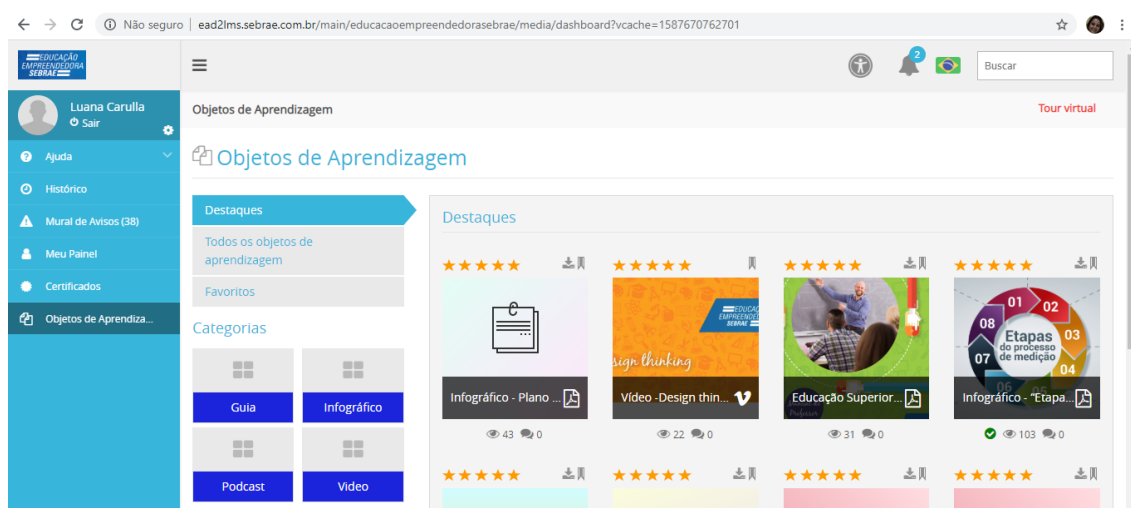 Não seguro | ead2lms.sebrae.com.br/main/educacaoempreendedorasebrae/media/dashboard?vcache=1587670762701
EDUCAÇÃO
EMPREENDEDORA
SEBRAE
2
Buscar
Luana Carulla
Sair
Objetos de Aprendizagem
Tour virtual
Ajuda
Histórico
Mural de Avisos (38)
Meu Painel
Certificados
Objetos de Aprendiza...
Objetos de Aprendizagem
Destaques
Todos os objetos de
aprendizagem
Favoritos
Categorias
Guia
Infográfico
Podcast
Video
Destaques
Infográfico - Plano ...
43 0
sign thinking
Vídeo -Design thin...
22 0
Educação Superior...
31 0
01 02 03 04 05 06 07 08
Etapas
do processo
de medição
Infográfico - "Etapa...
103 0